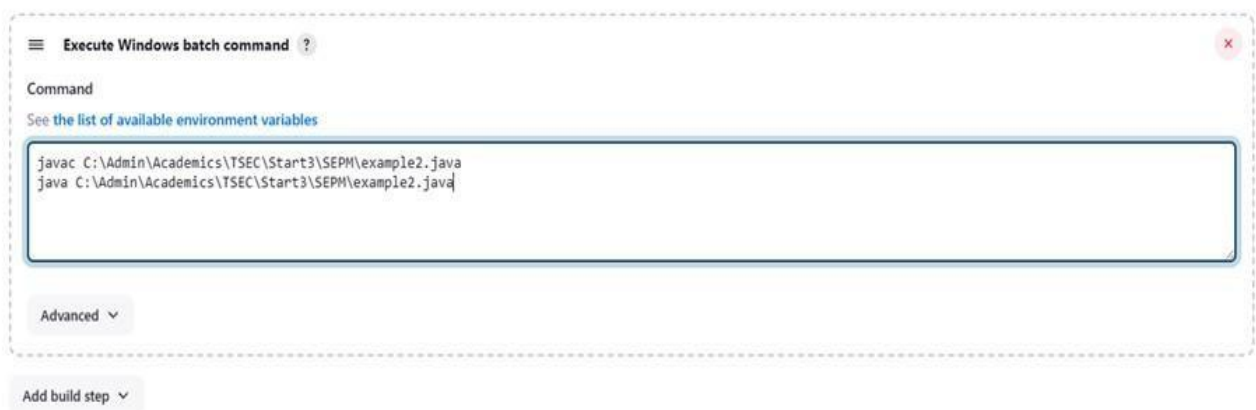 Execute Windows batch command ?
Command
See the list of available environment variables
javac C:\Admin\Academics\TSEC\Start3\SEPM\example2.java
java C:\Admin\Academics\TSEC\Start3\SEPM\example2.java
Advanced
Add build step